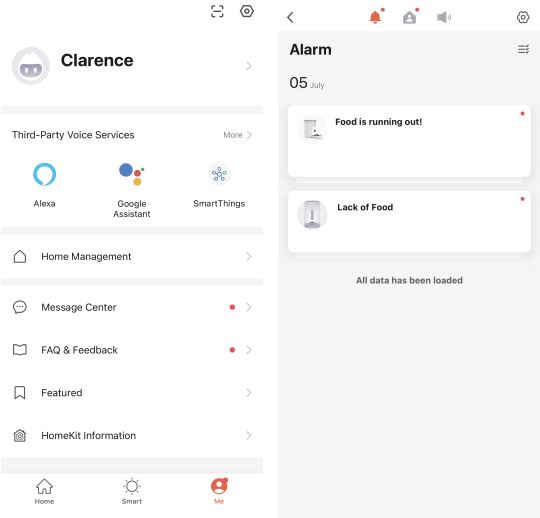 Clarence
Third-Party Voice Services
More
Alexa
Google
Assistant
SmartThings
Home Management
Message Center
FAQ & Feedback
Featured
HomeKit Information
Home
Smart
Me
Alarm
05 July
Food is running out!
Lack of Food
All data has been loaded